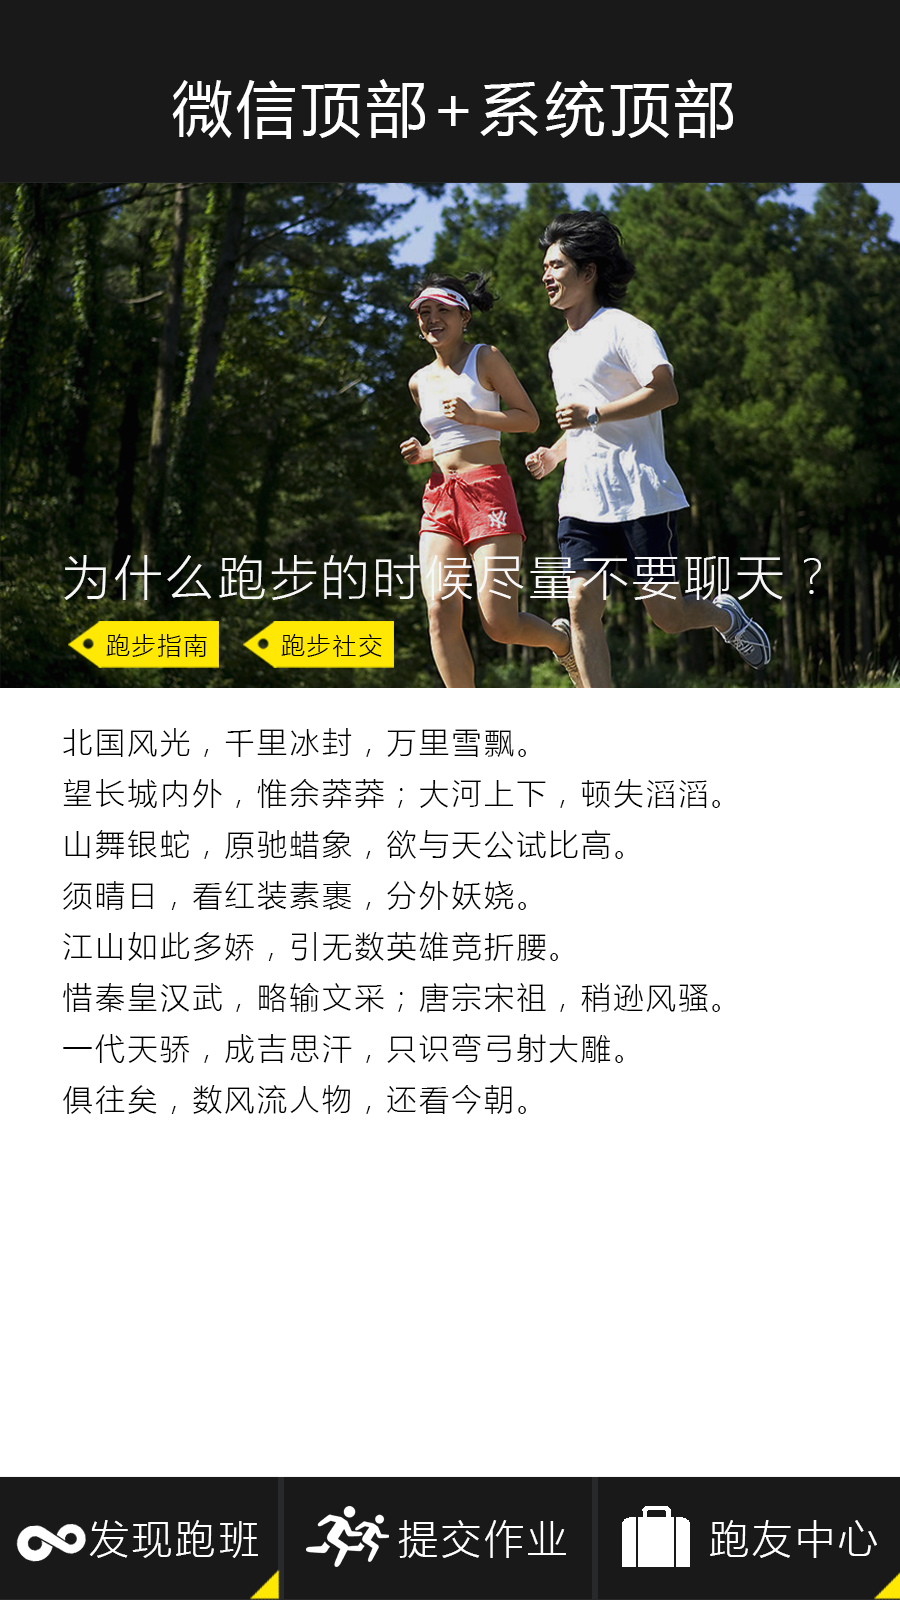 微信顶部+系统顶部
为什么跑步的时候尽量不要聊天？
跑步指南
跑步社交
北国风光，千里冰封，万里雪飘。
望长城内外，惟余莽莽；大河上下，顿失滔滔。
山舞银蛇，原驰蜡象，欲与天公试比高。
须晴日，看红装素裹，分外妖娆。
江山如此多娇，引无数英雄竞折腰。
惜秦皇汉武，略输文采；唐宗宋祖，稍逊风骚。
一代天骄，成吉思汗，只识弯弓射大雕。
俱往矣，数风流人物，还看今朝。
发现跑班
提交作业
跑友中心